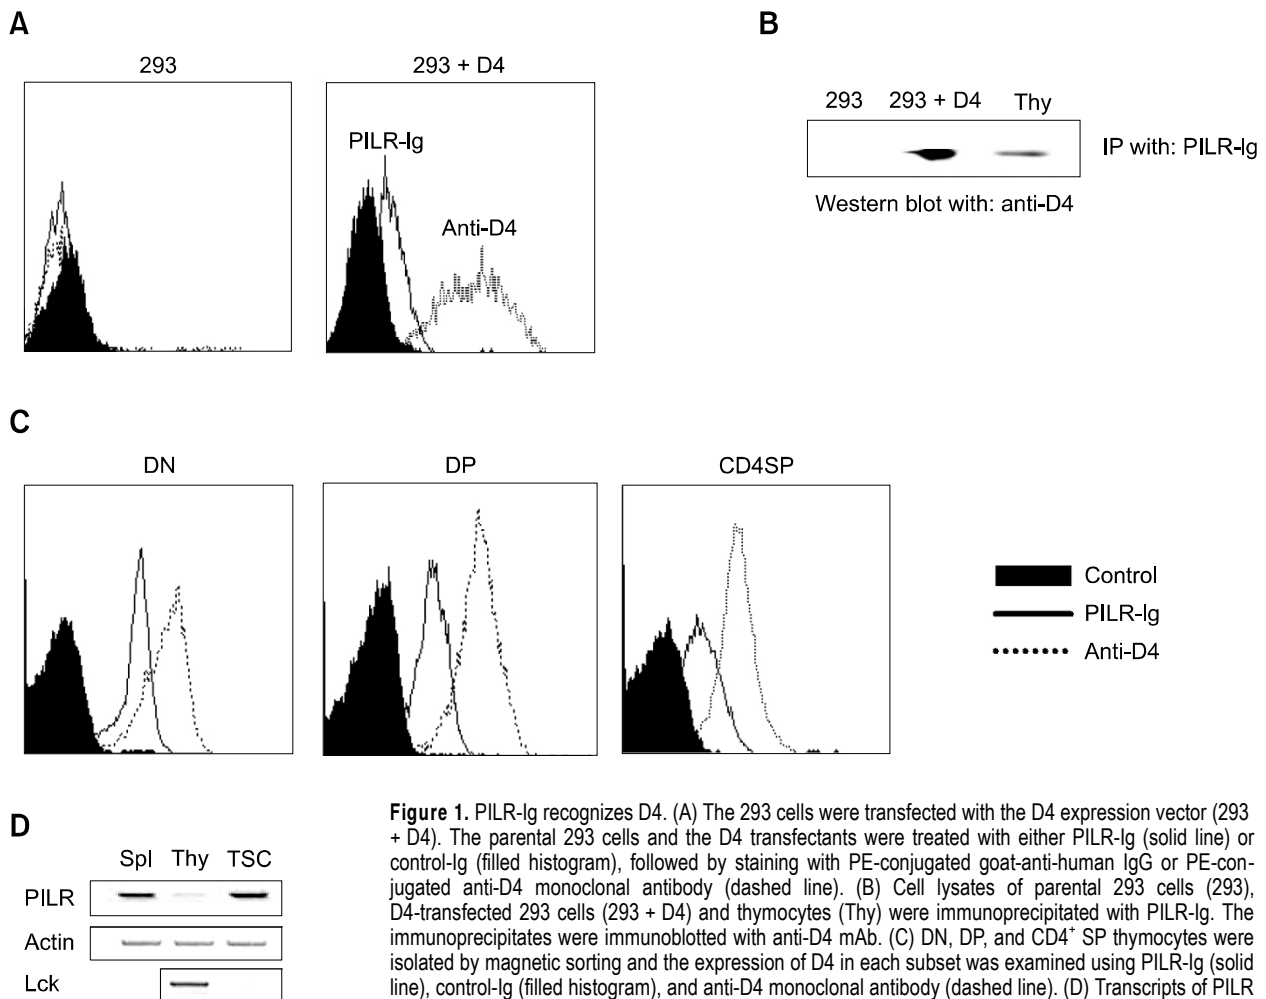 A
293
293 + D4
PILR-Ig
Anti-D4
B
293 293 + D4 Thy
IP with: PILR-Ig
Western blot with: anti-D4
C
DN
DP
CD4SP
Control
PILR-Ig
Anti-D4
D
Spl Thy TSC
PILR
Actin
Lck
Figure 1. PILR-Ig recognizes D4. (A) The 293 cells were transfected with the D4 expression vector (293
+ D4). The parental 293 cells and the D4 transfectants were treated with either PILR-Ig (solid line) or
control-Ig (filled histogram), followed by staining with PE-conjugated goat-anti-human IgG or PE-con-
jugated anti-D4 monoclonal antibody (dashed line). (B) Cell lysates of parental 293 cells (293),
D4-transfected 293 cells (293 + D4) and thymocytes (Thy) were immunoprecipitated with PILR-Ig. The
immunoprecipitates were immunoblotted with anti-D4 mAb. (C) DN, DP, and CD4⁺ SP thymocytes were
isolated by magnetic sorting and the expression of D4 in each subset was examined using PILR-Ig (solid
line), control-Ig (filled histogram), and anti-D4 monoclonal antibody (dashed line). (D) Transcripts of PILR